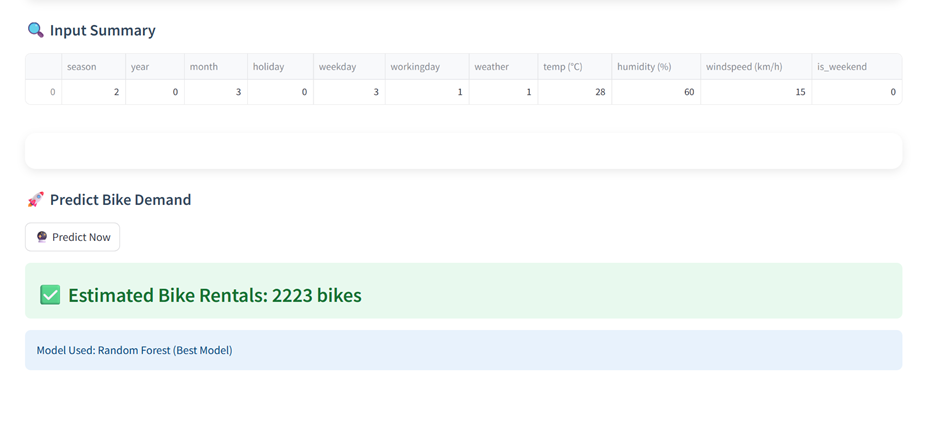 Input Summary
season year month holiday weekday workingday weather temp (°C) humidity (%) windspeed (km/h) is_weekend
0 2 0 3 0 3 1 1 28 60 15 0
Predict Bike Demand
Predict Now
Estimated Bike Rentals: 2223 bikes
Model Used: Random Forest (Best Model)